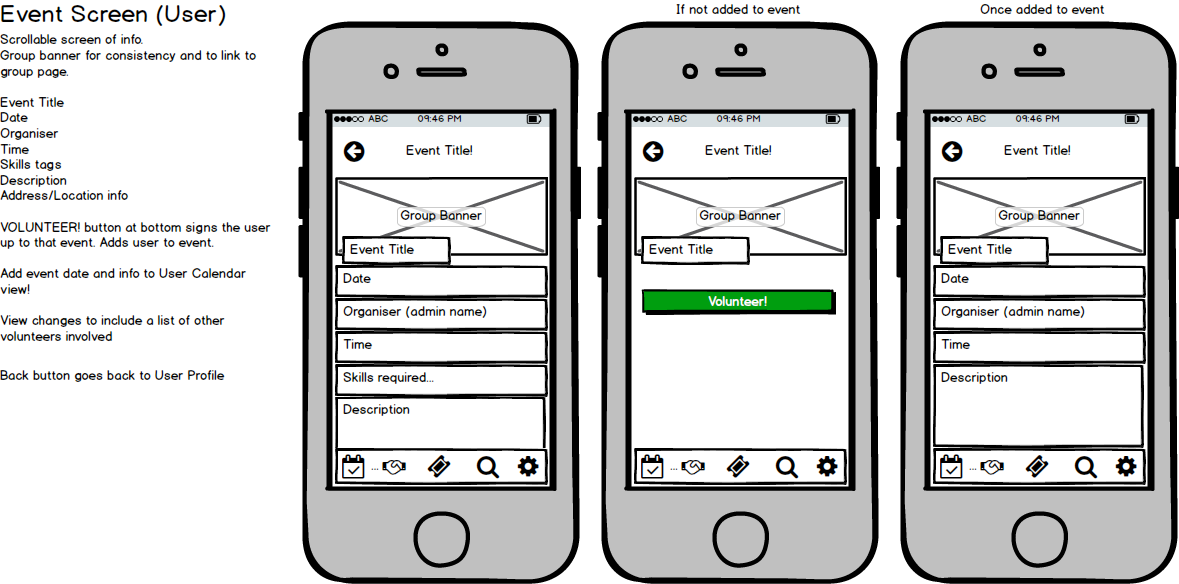 Event Screen (User)
Scrollable screen of info.
Group banner for consistency and to link to
group page.
Event Title
Date
Organiser
Time
Skills tags
Description
Address/Location info
VOLUNTEER! button at bottom signs the user
up to that event. Adds user to event.
Add event date and info to User Calendar
view!
View changes to include a list of other
volunteers involved
Back button goes back to User Profile
ABC 09:46 PM
Event Title!
Group Banner
Event Title
Date
Organiser (admin name)
Time
Skills required...
Description
...
If not added to event
ABC 09:46 PM
Event Title!
Group Banner
Event Title
Volunteer!
...
Once added to event
ABC 09:46 PM
Event Title!
Group Banner
Event Title
Date
Organiser (admin name)
Time
Description
...